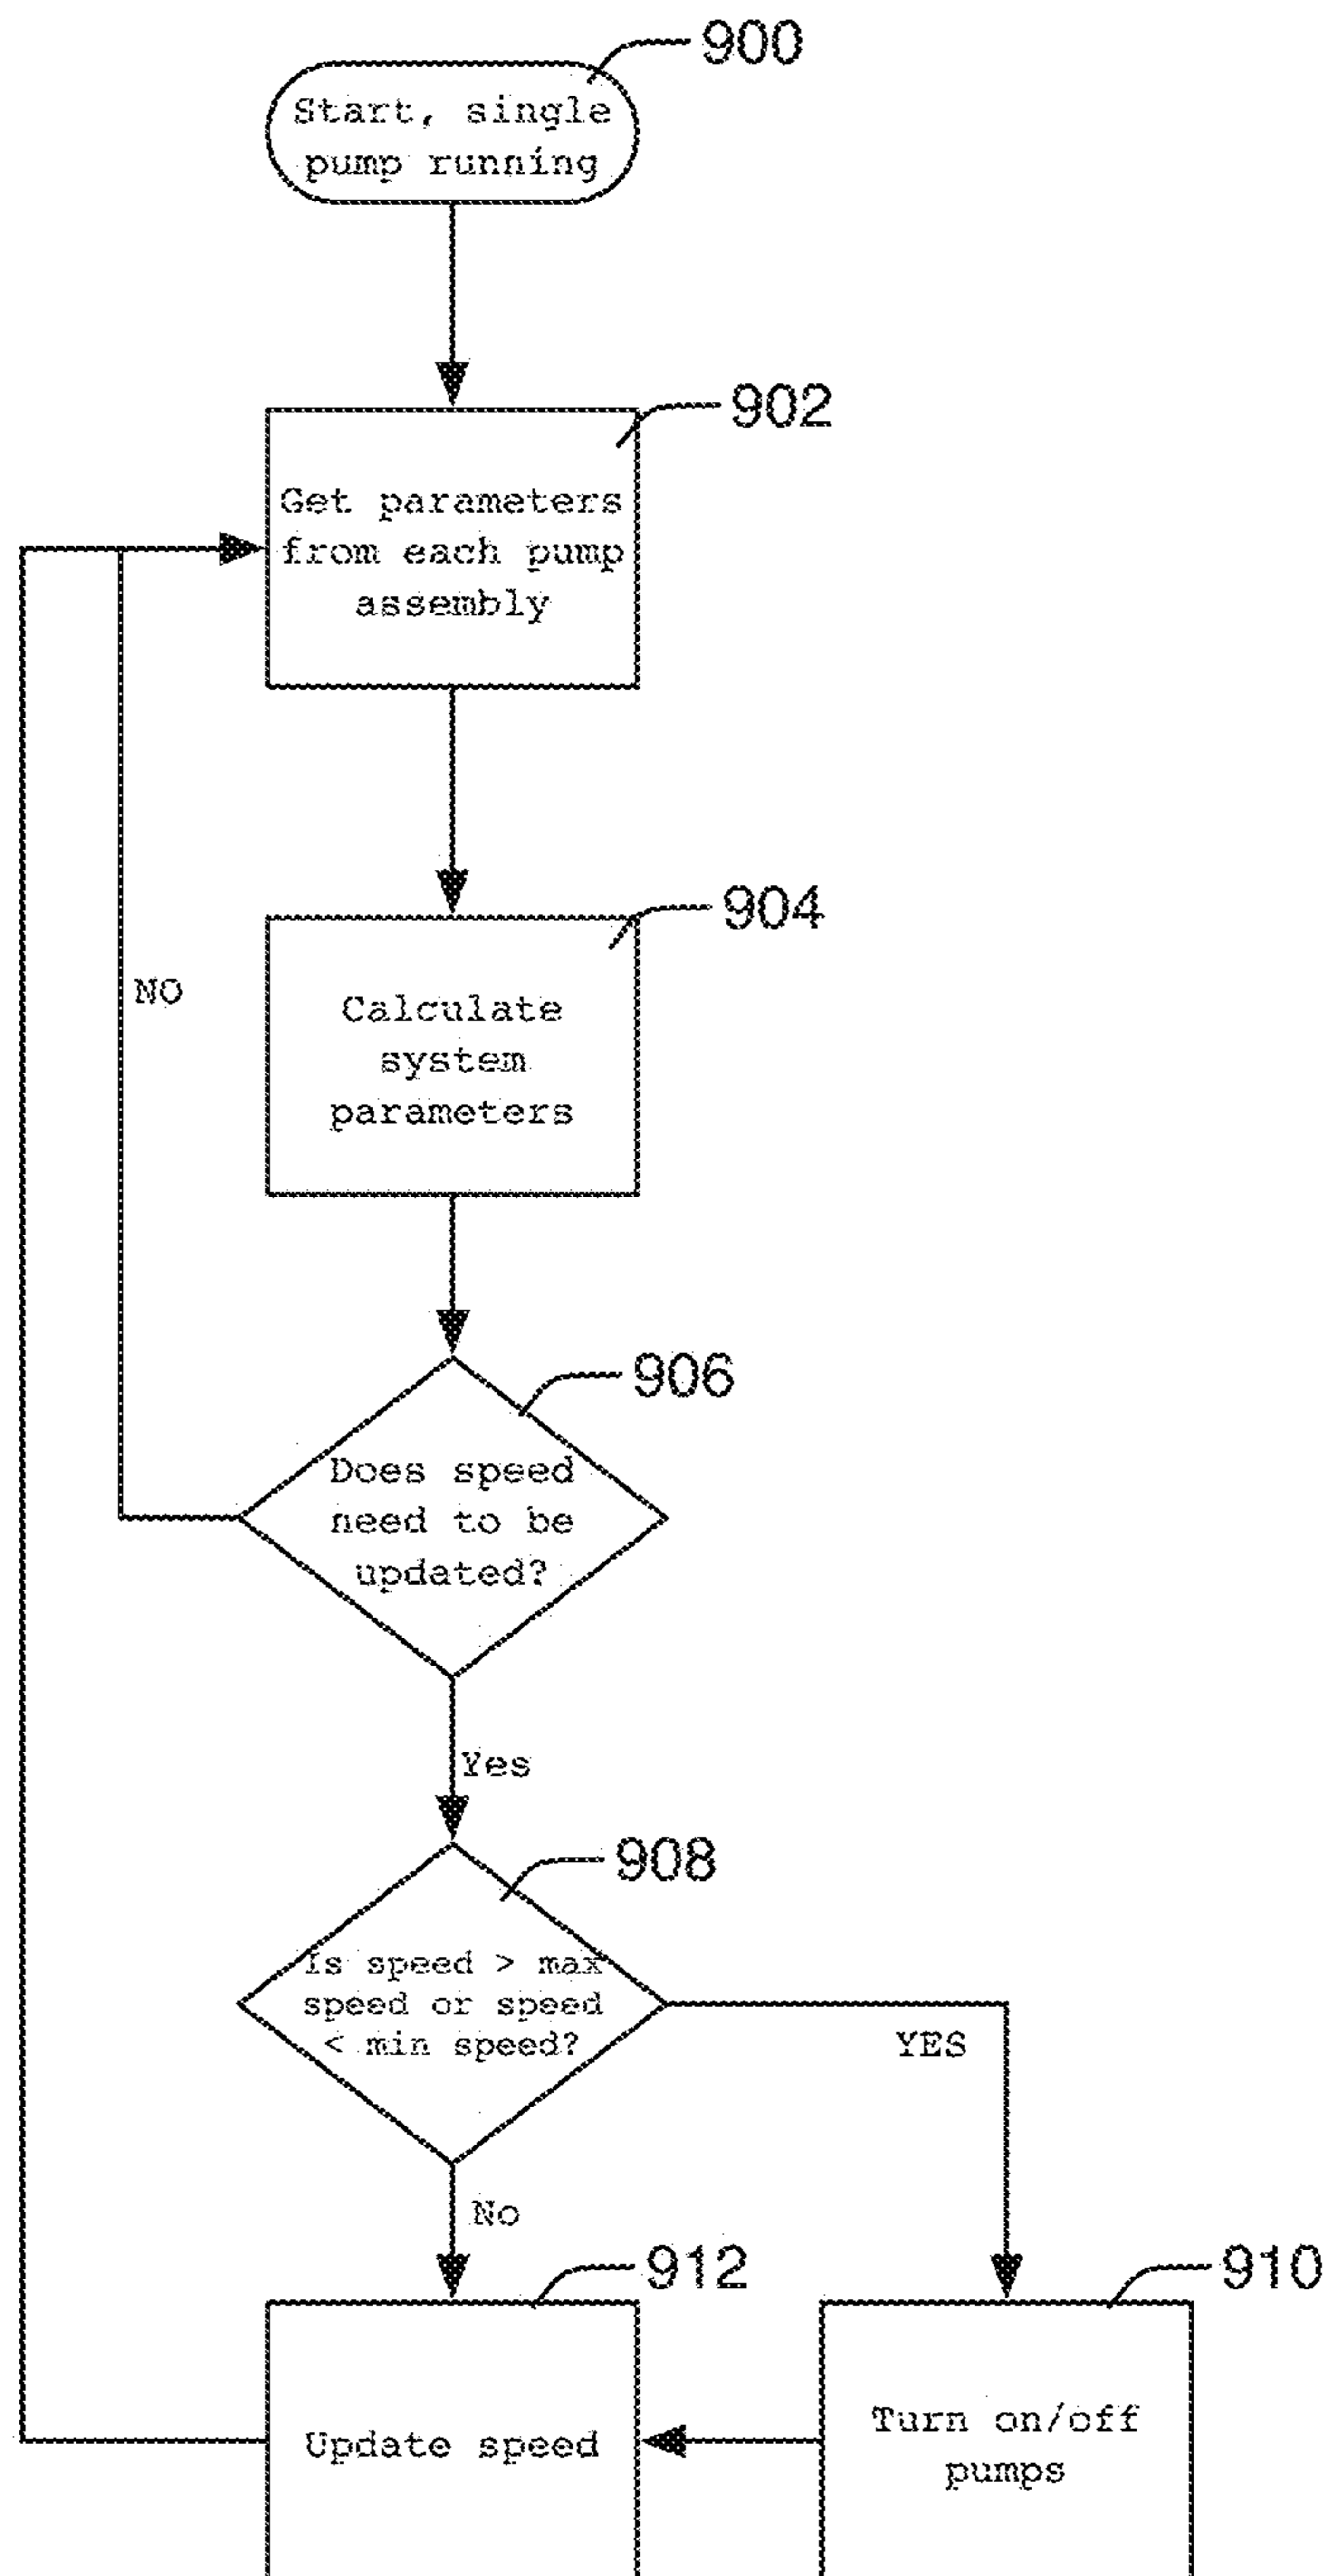 900
Start, single
pump running
902
Get parameters
from each pump
assembly
904
NO
Calculate
system
parameters
906
Does speed
need to be
updated?
Yes
908
Is speed > max
speed or speed
< min speed?
YES
No
912
910
Update speed
Turn on/off
pumps